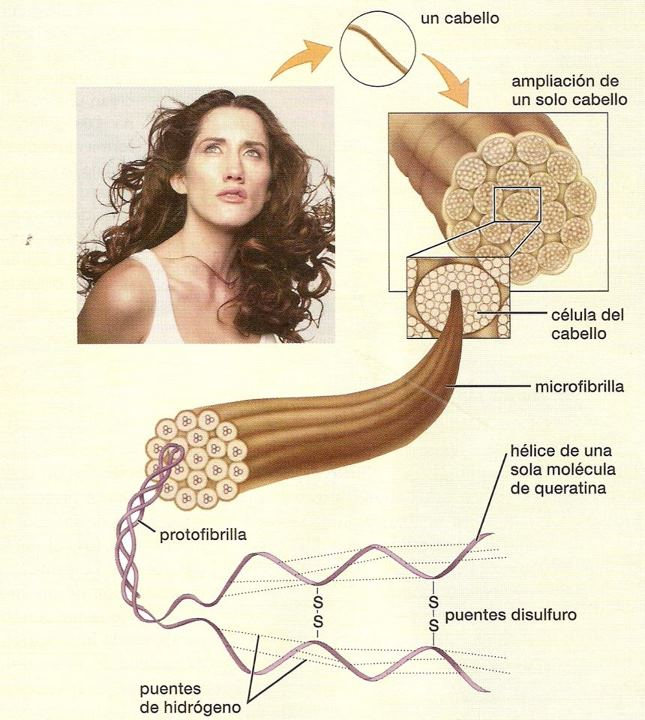 un cabello
ampliación de
un solo cabello
célula del
cabello
microfibrilla
hélice de una
sola molécula
de queratina
protofibrilla
S
S
S
S
puentes disulfuro
puentes
de hidrógeno